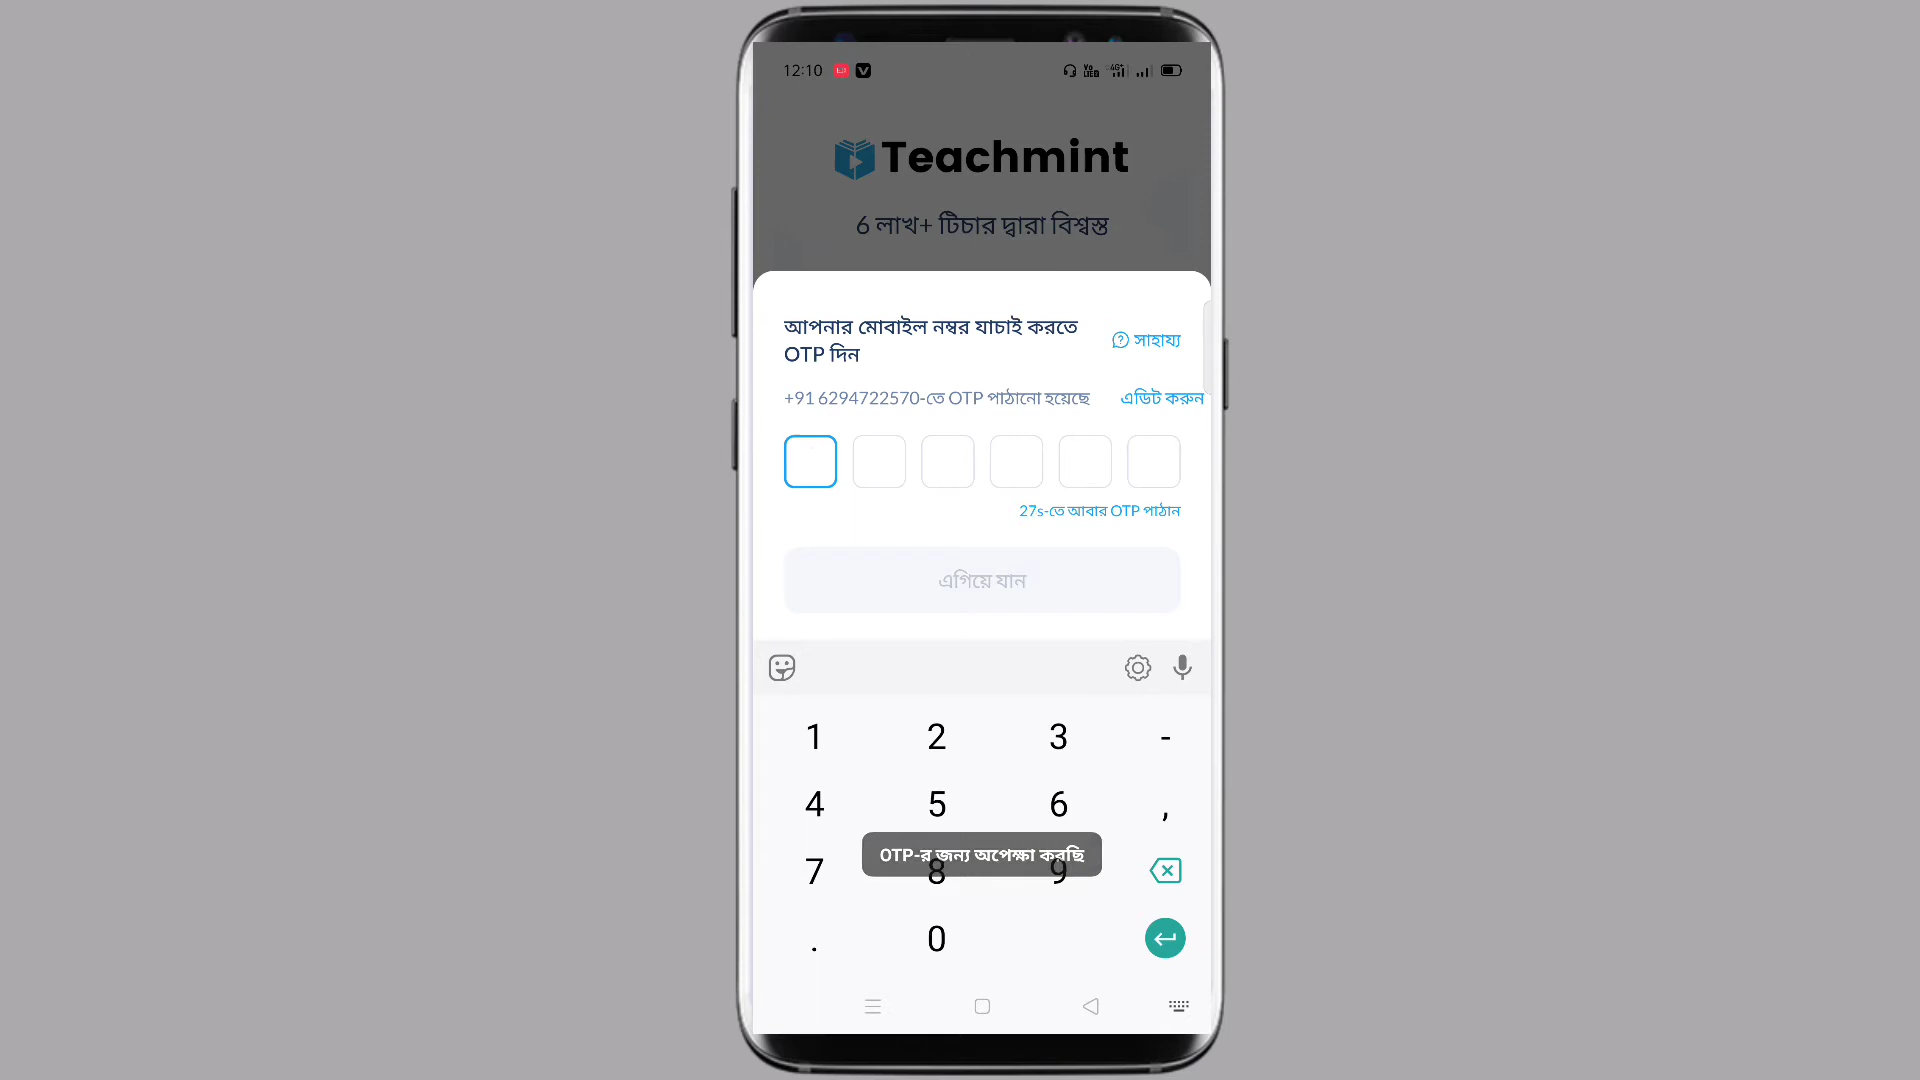 12:10
Teachmint
6 লাখ+ টিচার দ্বারা বিশ্বস্ত
আপনার মোবাইল নম্বর যাচাই করতে
OTP দিন
সাহায্য
+91 6294722570-তে OTP পাঠানো হয়েছে
এডিট করুন
27s-তে আবার OTP পাঠান
এগিয়ে যান
1 2 3 -
4 5 6 ,
OTP-র জন্য অপেক্ষা করছি
7 8 9
. 0